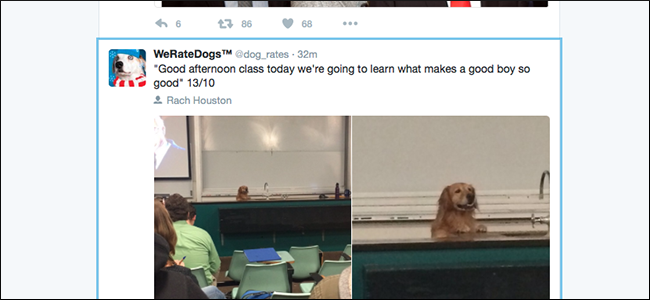 6 86 68
WeRateDogs™ @dog_rates · 32m
"Good afternoon class today we're going to learn what makes a good boy so
good" 13/10
Rach Houston